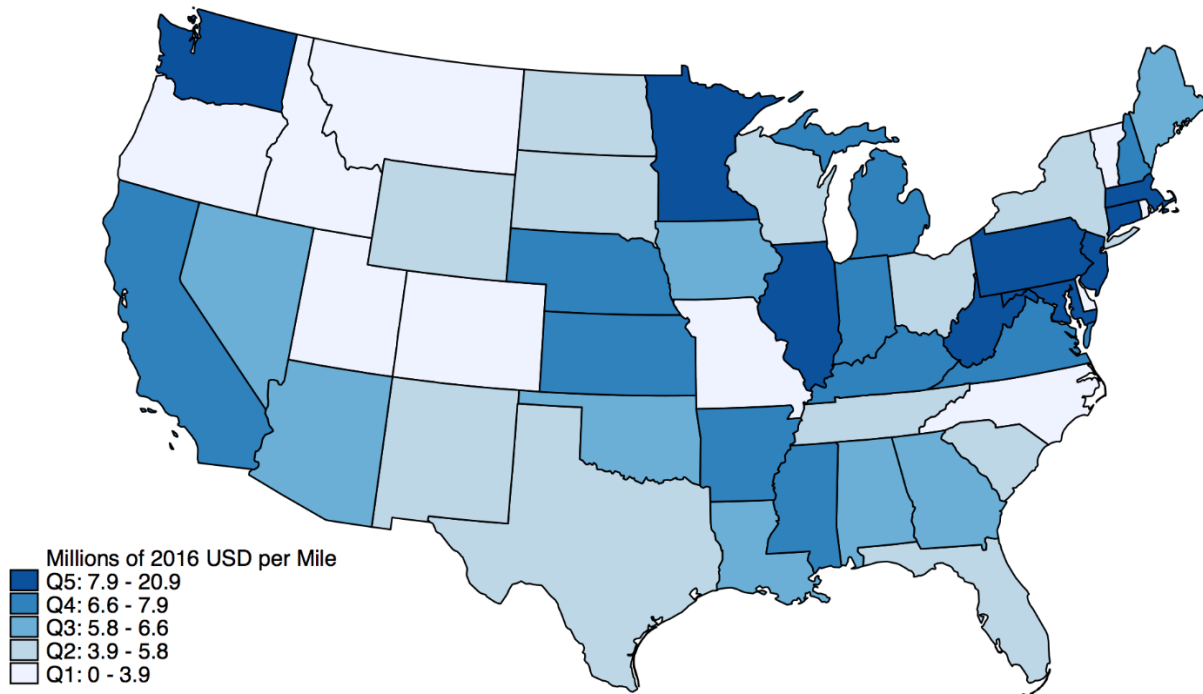 Millions of 2016 USD per Mile
Q5: 7.9 - 20.9
Q4: 6.6 - 7.9
Q3: 5.8 - 6.6
Q2: 3.9 - 5.8
Q1: 0 - 3.9